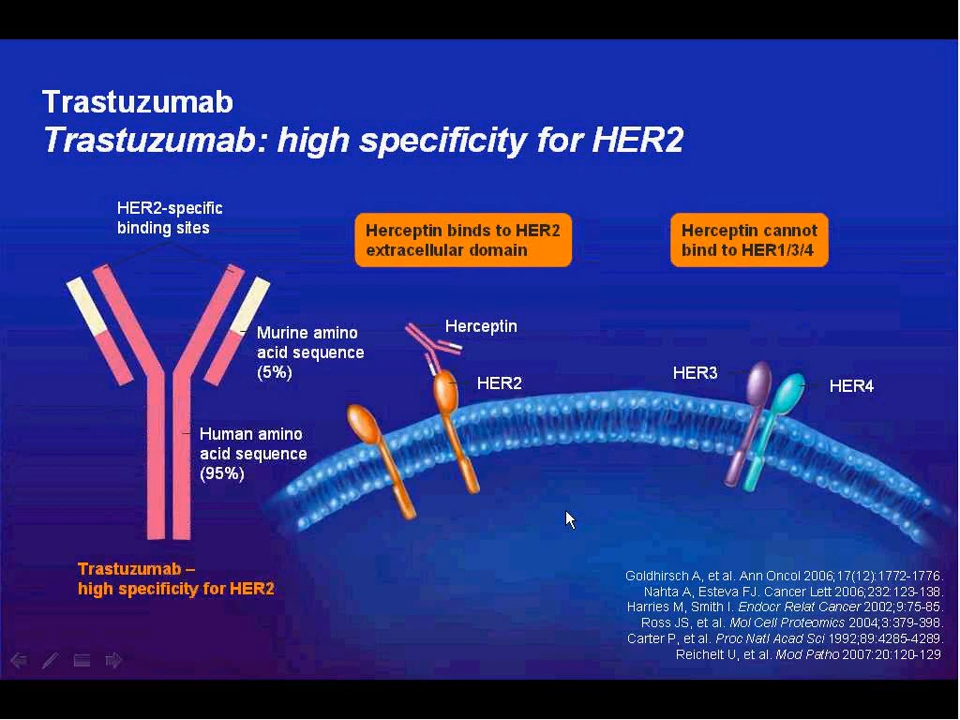 Trastuzumab
Trastuzumab: high specificity for HER2
HER2-specific
binding sites
Herceptin binds to HER2
extracellular domain
Herceptin cannot
bind to HER1/3/4
Murine amino
acid sequence
(5%)
Herceptin
HER2
HER3
HER4
Human amino
acid sequence
(95%)
Trastuzumab –
high specificity for HER2
Goldhirsch A, et al. Ann Oncol 2006;17(12):1772-1776.
Nahta A, Esteva FJ. Cancer Lett 2006;232:123-138.
Harries M, Smith I. Endocr Relat Cancer 2002;9:75-85.
Ross JS, et al. Mol Cell Proteomics 2004;3:379-398.
Carter P, et al. Proc Natl Acad Sci 1992;89:4285-4289.
Reichelt U, et al. Mod Patho 2007:20:120-129